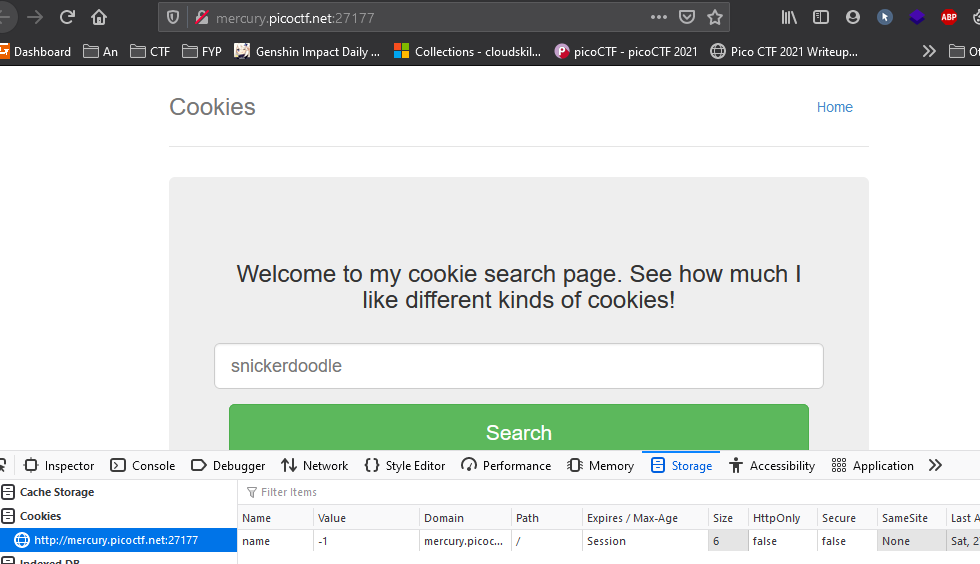 mercury.picoctf.net:27177
ABP
Dashboard An CTF FYP Genshin Impact Daily ... Collections - cloudskil... picoCTF - picoCTF 2021 Pico CTF 2021 Writeup...
Cookies Home
Welcome to my cookie search page. See how much I
like different kinds of cookies!
snickerdoodle
Search
Inspector Console Debugger Network Style Editor Performance Memory Storage Accessibility Application
Cache Storage Filter Items
Cookies Name Value Domain Path Expires / Max-Age Size HttpOnly Secure SameSite Last A
http://mercury.picoctf.net:27177 name -1 mercury.picoc... / Session 6 false false None Sat, 2
Indexed DB